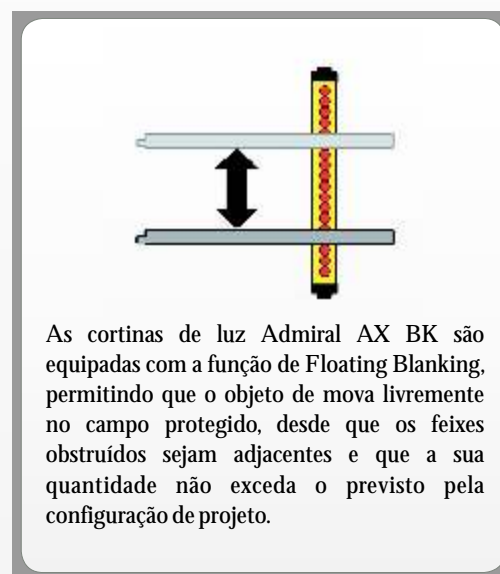 As cortinas de luz Admiral AX BK são
equipadas com a função de Floating Blanking,
permitindo que o objeto de mova livremente
no campo protegido, desde que os feixes
obstruídos sejam adjacentes e que a sua
quantidade não exceda o previsto pela
configuração de projeto.